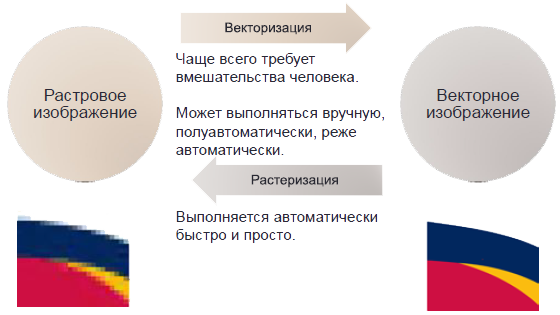 Векторизация
Чаще всего требует
вмешательства человека.
Растровое
изображение
Векторное
изображение
Может выполняться вручную,
полуавтоматически, реже
автоматически.
Растеризация
Выполняется автоматически
быстро и просто.